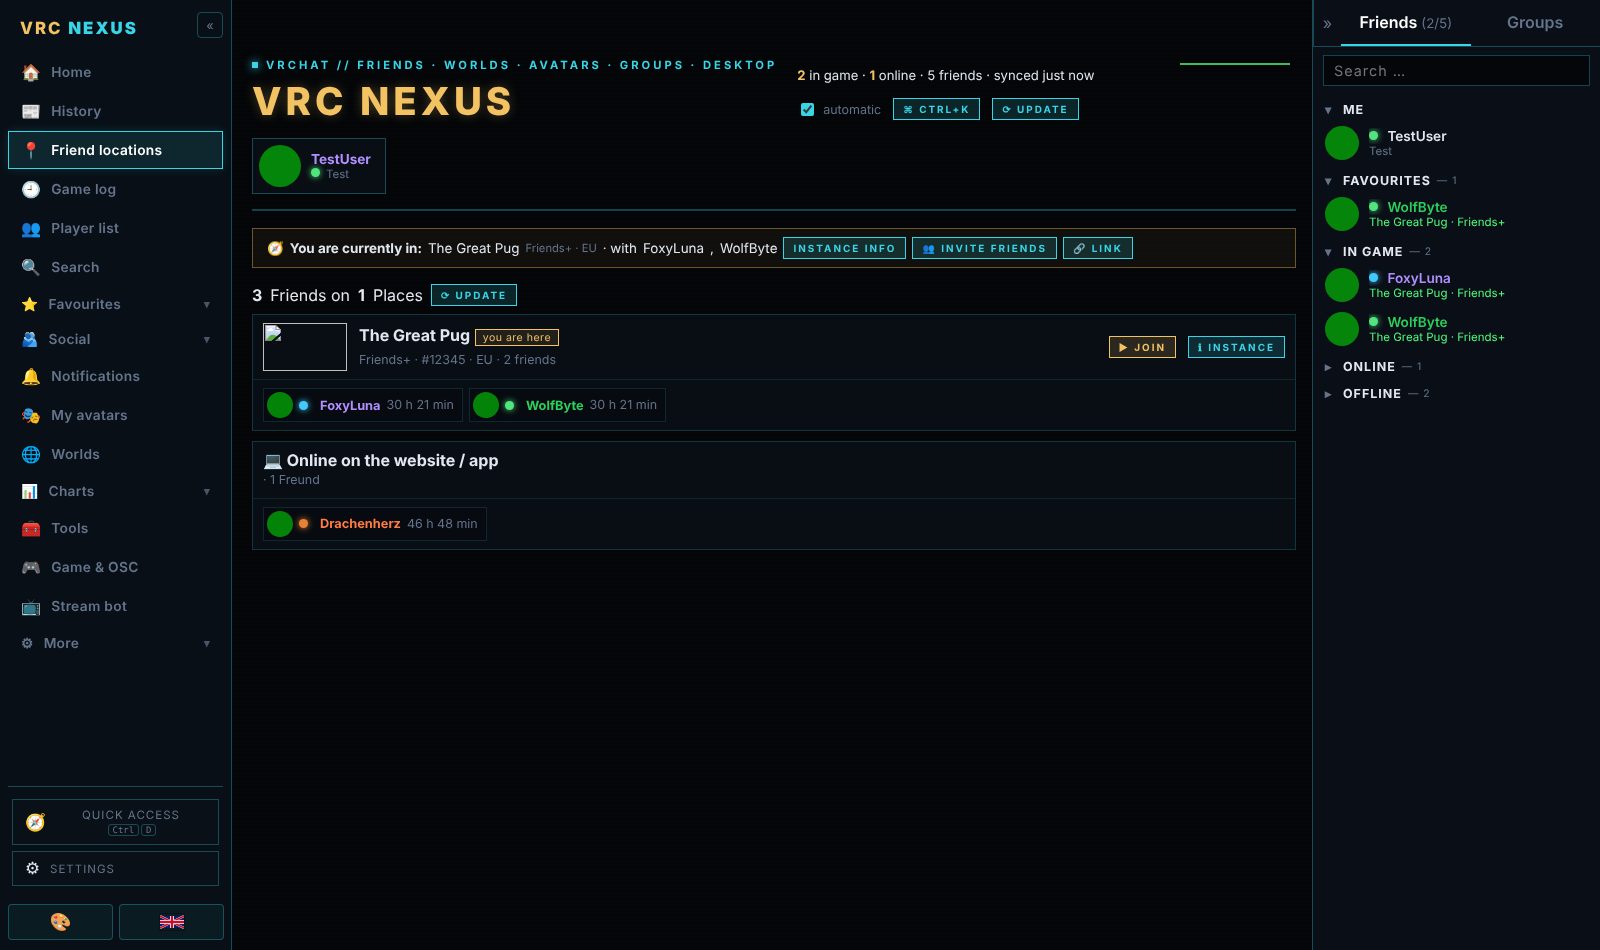 VRC NEXUS
«
Home
History
Friend locations
Game log
Player list
Search
Favourites ▾
Social ▾
Notifications
My avatars
Worlds
Charts ▾
Tools
Game & OSC
Stream bot
More ▾
QUICK ACCESS
Ctrl D
SETTINGS
VRCHAT // FRIENDS · WORLDS · AVATARS · GROUPS · DESKTOP
VRC NEXUS
2 in game · 1 online · 5 friends · synced just now
automatic
⌘ CTRL+K
⟳ UPDATE
TestUser
Test
You are currently in: The Great Pug Friends+ · EU · with FoxyLuna , WolfByte INSTANCE INFO INVITE FRIENDS LINK
3 Friends on 1 Places ⟳ UPDATE
The Great Pug you are here
Friends+ · #12345 · EU · 2 friends
▶ JOIN
ℹ INSTANCE
FoxyLuna 30 h 21 min
WolfByte 30 h 21 min
Online on the website / app
· 1 Freund
Drachenherz 46 h 48 min
»
Friends (2/5)
Groups
Search ...
▾ ME
TestUser
Test
▾ FAVOURITES — 1
WolfByte
The Great Pug · Friends+
▾ IN GAME — 2
FoxyLuna
The Great Pug · Friends+
WolfByte
The Great Pug · Friends+
▸ ONLINE — 1
▸ OFFLINE — 2